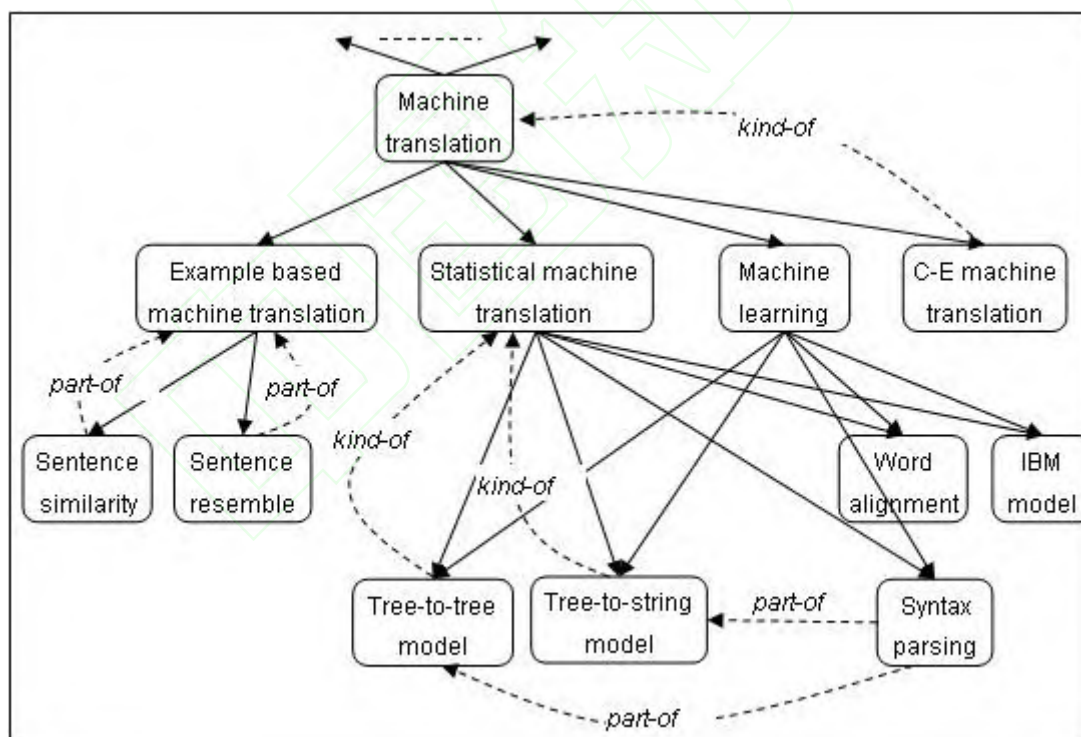 Machine
translation
kind-of
Example based
machine translation
Statistical machine
translation
Machine
learning
C-E machine
translation
part-of
part-of
kind-of
kind-of
Sentence
similarity
Sentence
resemble
Word
alignment
IBM
model
Tree-to-tree
model
Tree-to-string
model
part-of
Syntax
parsing
part-of